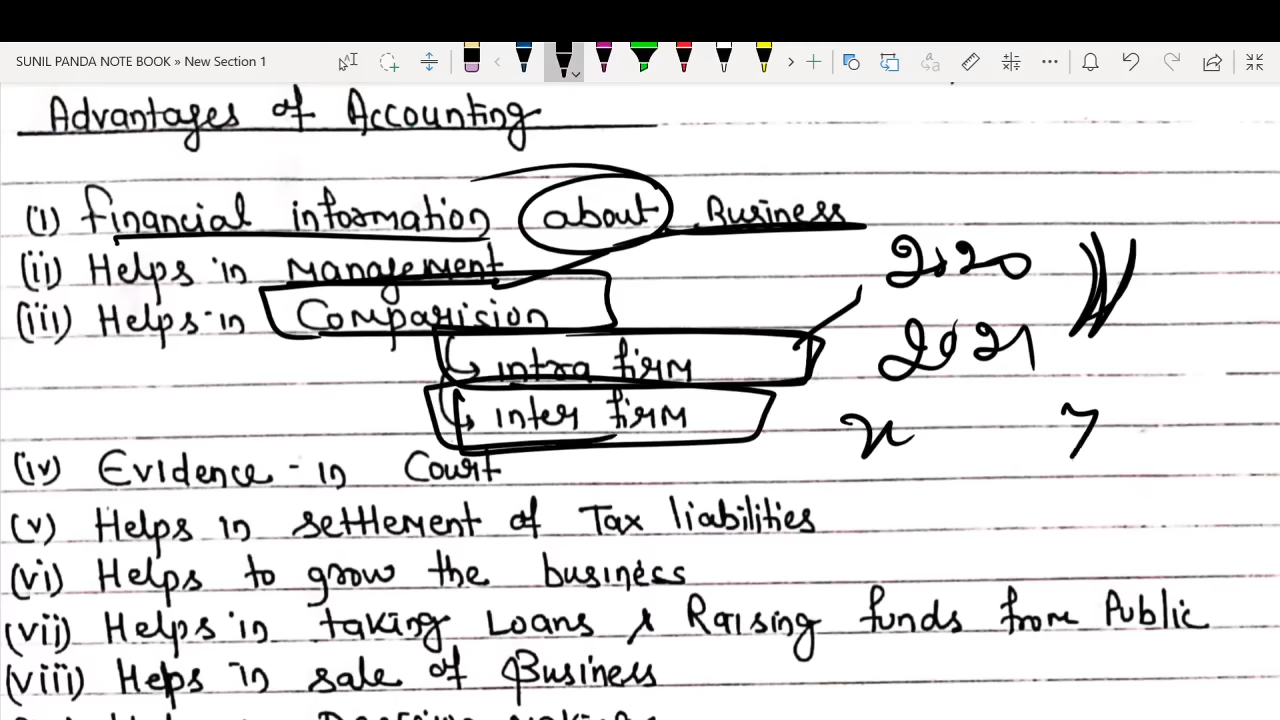 SUNIL PANDA NOTE BOOK » New Section 1
Advantages of Accounting
(i) financial information about Business
(ii) Helps in Management
(iii) Helps in Comparision
↳ intra firm
↳ inter firm
2020
2021
x y
(iv) Evidence in Court
(v) Helps in settlement of Tax liabilities
(vi) Helps to grow the business
(vii) Helps in taking Loans & Raising funds from Public
(viii) Helps in sale of Business